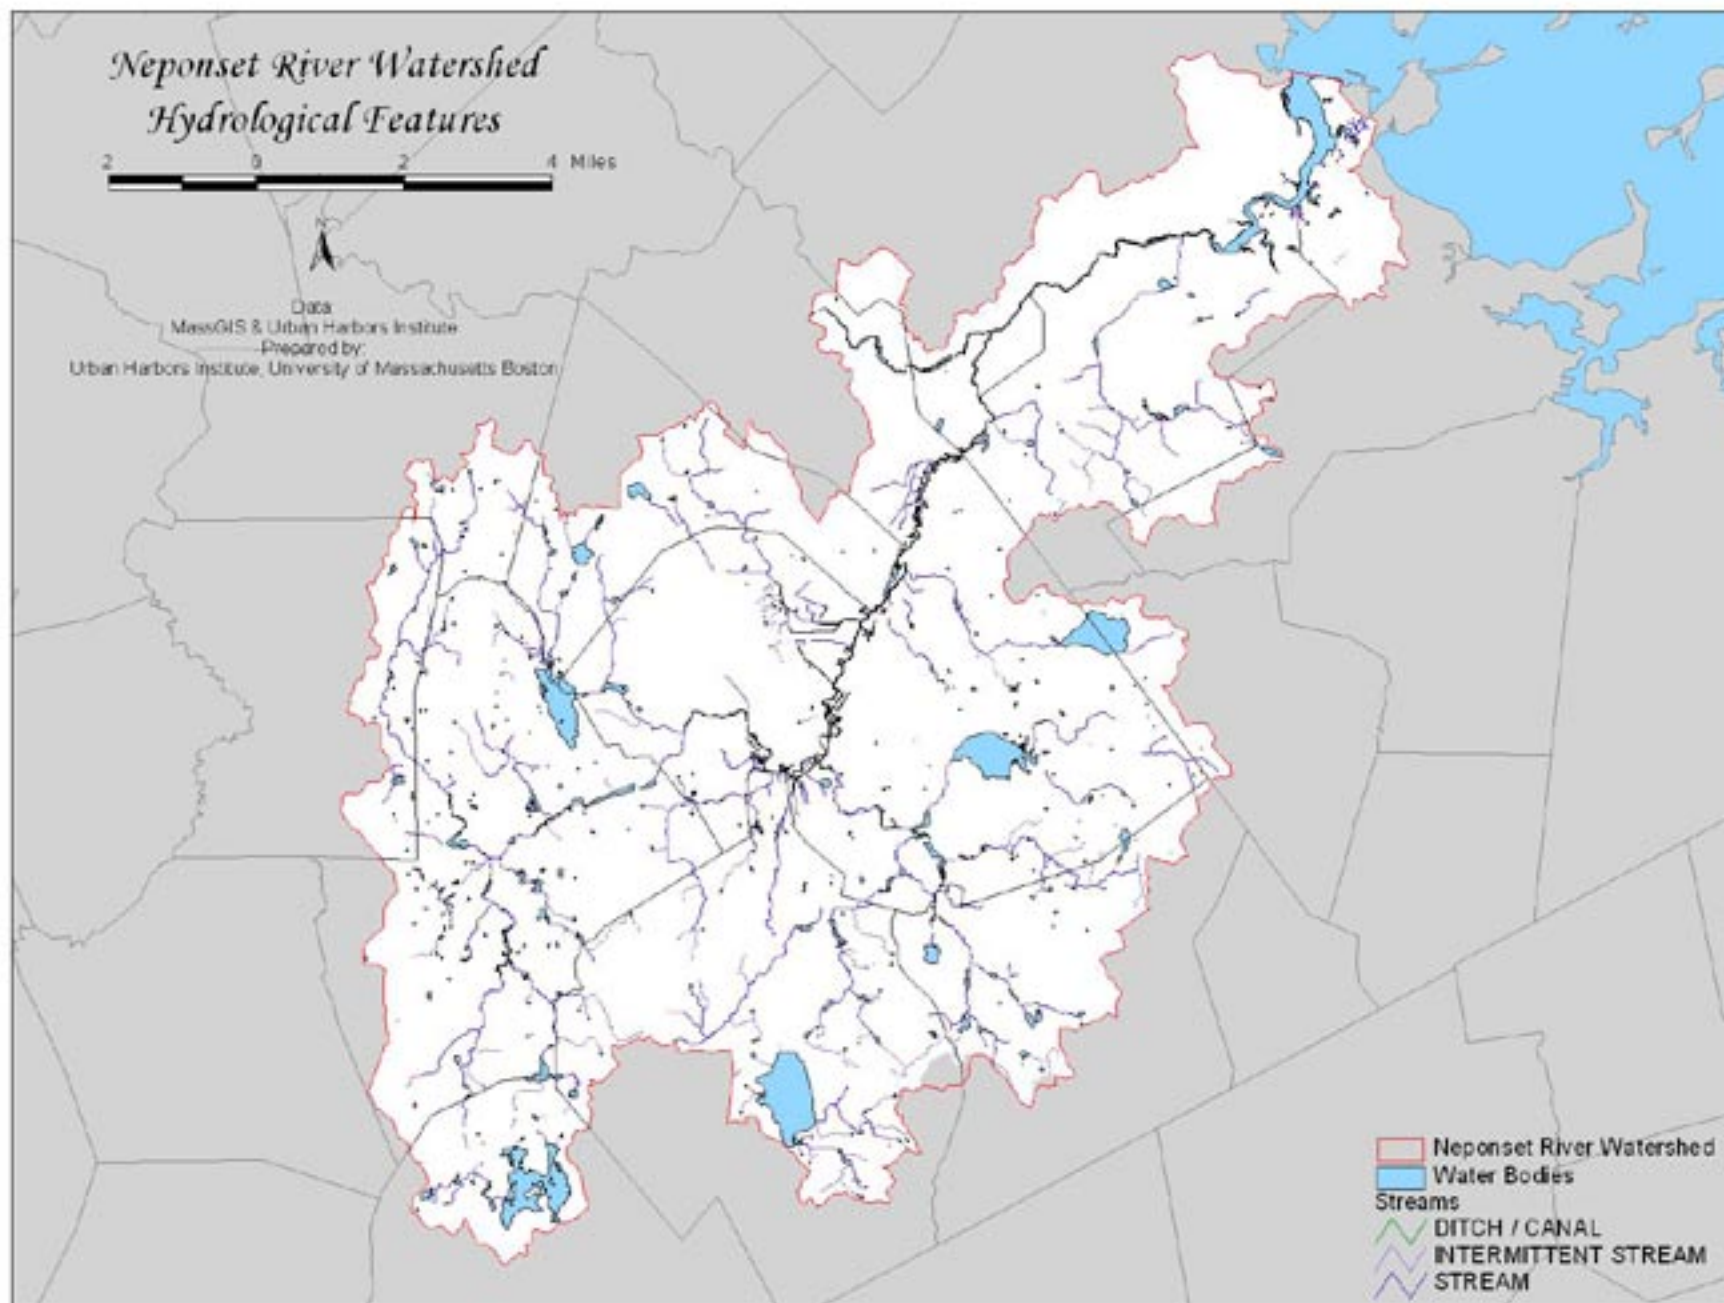 Neponset River Watershed
Hydrological Features
2 0 2 4 Miles
Data
MassGIS & Urban Harbors Institute
Prepared by:
Urban Harbors Institute, University of Massachusetts Boston
Neponset River Watershed
Water Bodies
Streams
DITCH / CANAL
INTERMITTENT STREAM
STREAM